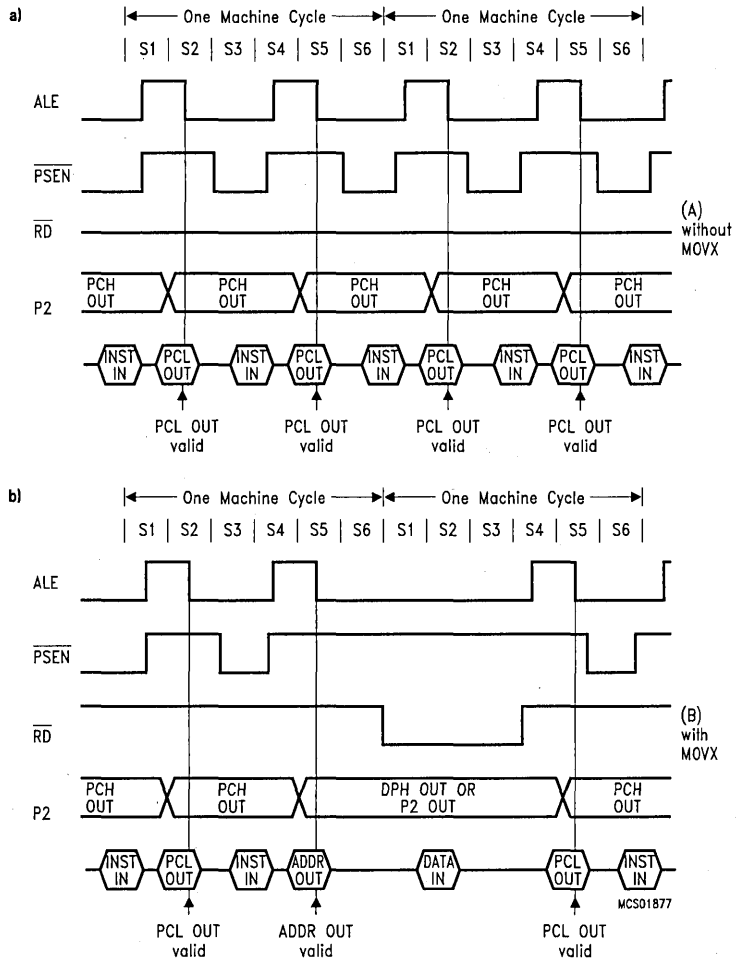 a)
One Machine Cycle One Machine Cycle
S1 S2 S3 S4 S5 S6 S1 S2 S3 S4 S5 S6
ALE
PSEN
RD
(A)
without
MOVX
P2
PCH OUT PCH OUT PCH OUT PCH OUT PCH OUT
INST IN PCL OUT INST IN PCL OUT INST IN PCL OUT INST IN PCL OUT INST IN
PCL OUT valid PCL OUT valid PCL OUT valid PCL OUT valid
b)
One Machine Cycle One Machine Cycle
S1 S2 S3 S4 S5 S6 S1 S2 S3 S4 S5 S6
ALE
PSEN
RD
(B)
with
MOVX
P2
PCH OUT PCH OUT DPH OUT OR P2 OUT PCH OUT
INST IN PCL OUT INST IN ADDR OUT DATA IN PCL OUT INST IN
MCS01877
PCL OUT valid ADDR OUT valid PCL OUT valid